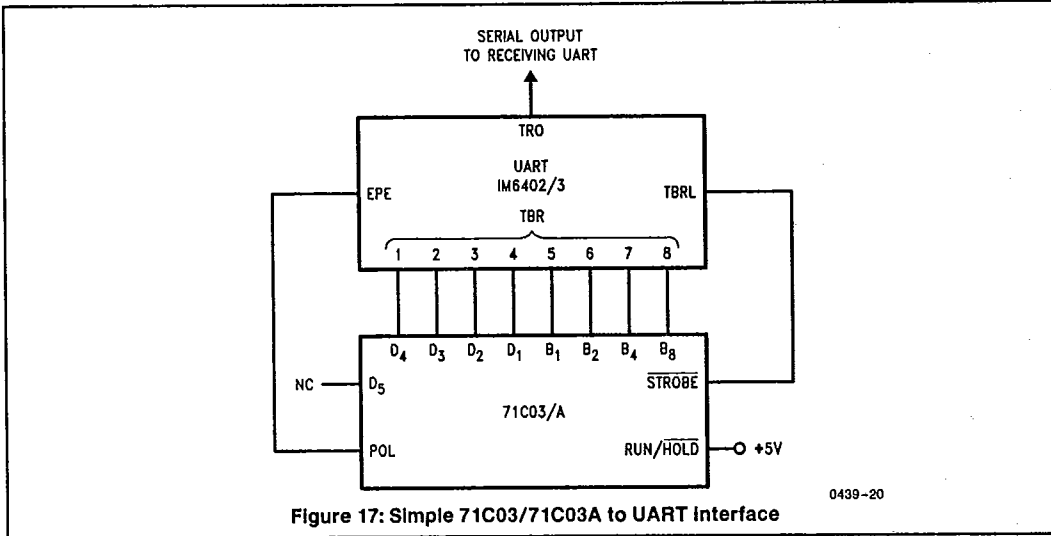 SERIAL OUTPUT
TO RECEIVING UART
TRO
UART
IM6402/3
EPE
TBRL
TBR
1 2 3 4 5 6 7 8
D4 D3 D2 D1 B1 B2 B4 B8
NC
D5
STROBE
71C03/A
POL
RUN/HOLD
+5V
0439-20
Figure 17: Simple 71C03/71C03A to UART Interface